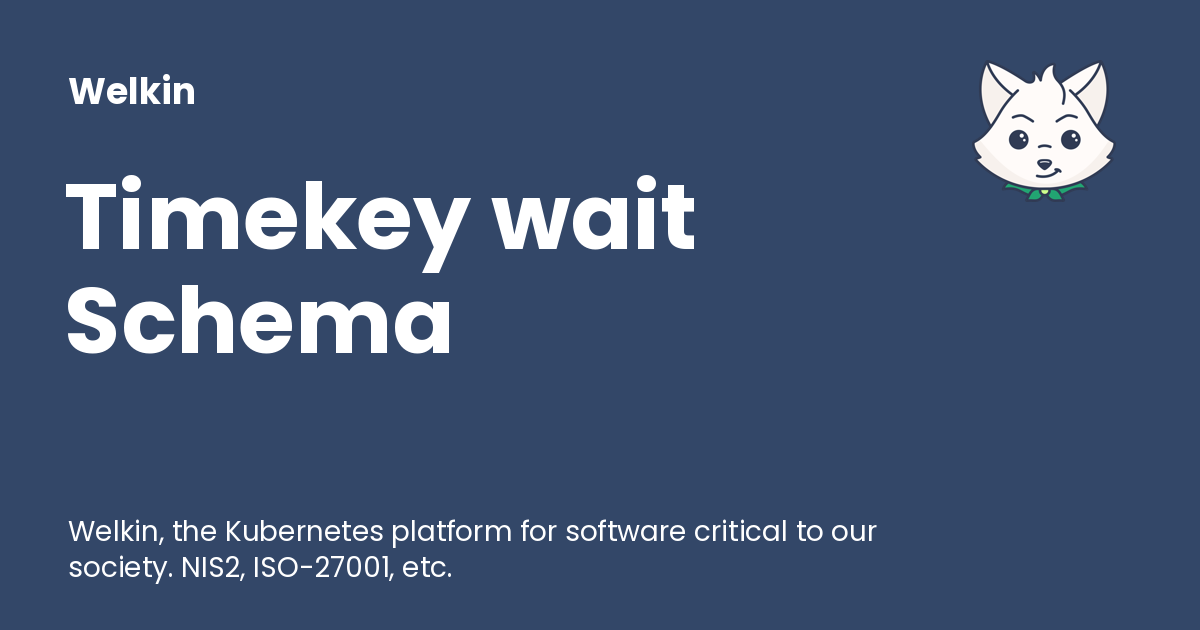 Welkin
Timekey wait
Schema
Welkin, the Kubernetes platform for software critical to our
society. NIS2, ISO-27001, etc.